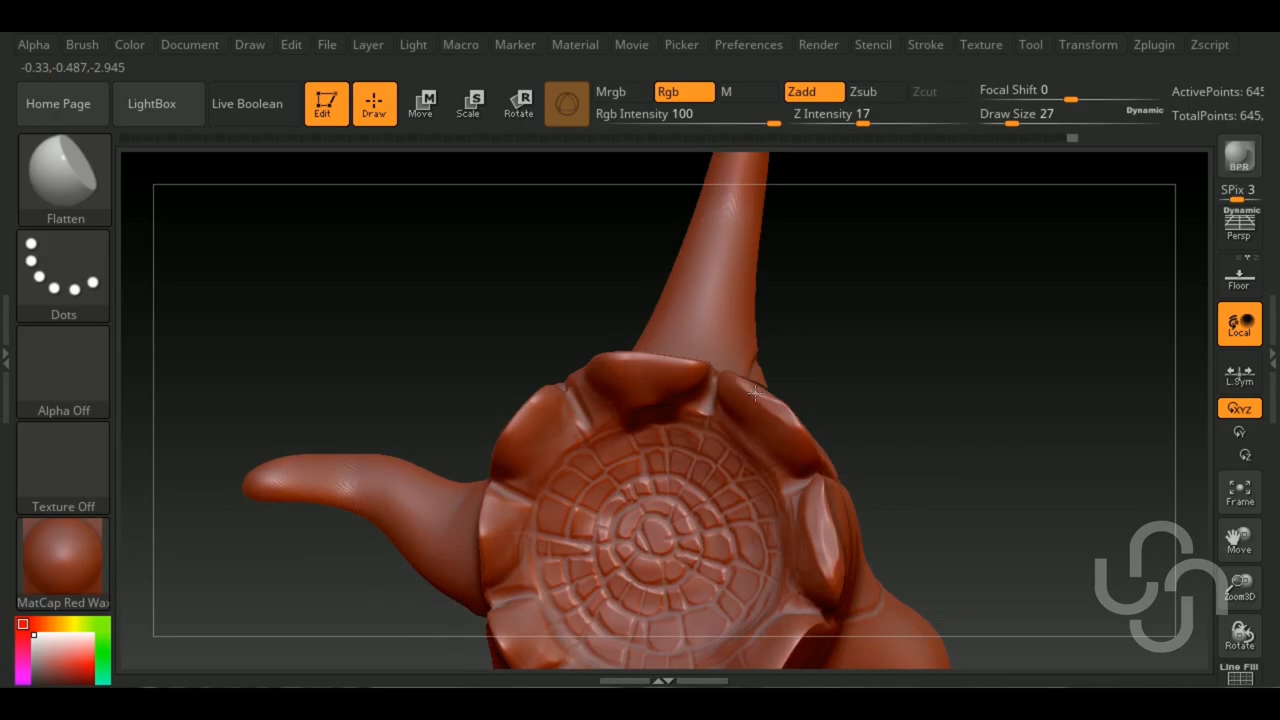 Alpha Brush Color Document Draw Edit File Layer Light Macro Marker Material Movie Picker Preferences Render Stencil Stroke Texture Tool Transform Zplugin Zscript
-0.33,-0.487,-2.945
Home Page LightBox Live Boolean Edit Draw Move Scale Rotate
M S R
Mrgb Rgb M Zadd Zsub Zcut Focal Shift 0 ActivePoints: 645
Rgb Intensity 100 Z Intensity 17 Draw Size 27 Dynamic TotalPoints: 645,
Flatten
Dots
Alpha Off
Texture Off
MatCap Red Wax
BPR
SPix 3
Dynamic
Persp
Floor
Local
L.Sym
XYZ
Y
Z
Frame
Move
Zoom3D
Rotate
Line Fill